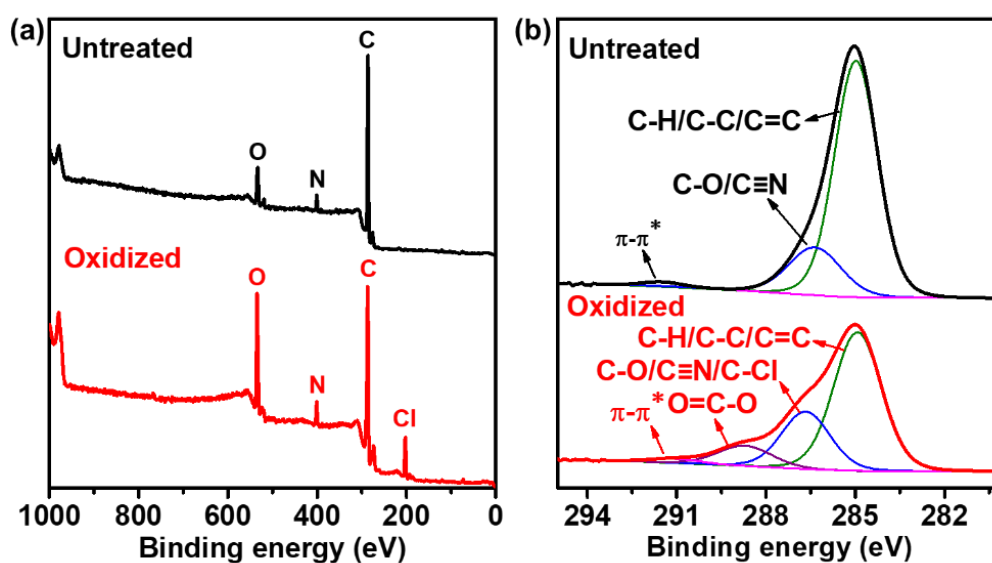 (a)
Untreated
C
O
N
Oxidized
O
C
N
Cl
1000 800 600 400 200 0
Binding energy (eV)
(b)
Untreated
C-H/C-C/C=C
C-O/C≡N
π-π*
Oxidized
C-H/C-C/C=C
C-O/C≡N/C-Cl
π-π* O=C-O
294 291 288 285 282
Binding energy (eV)